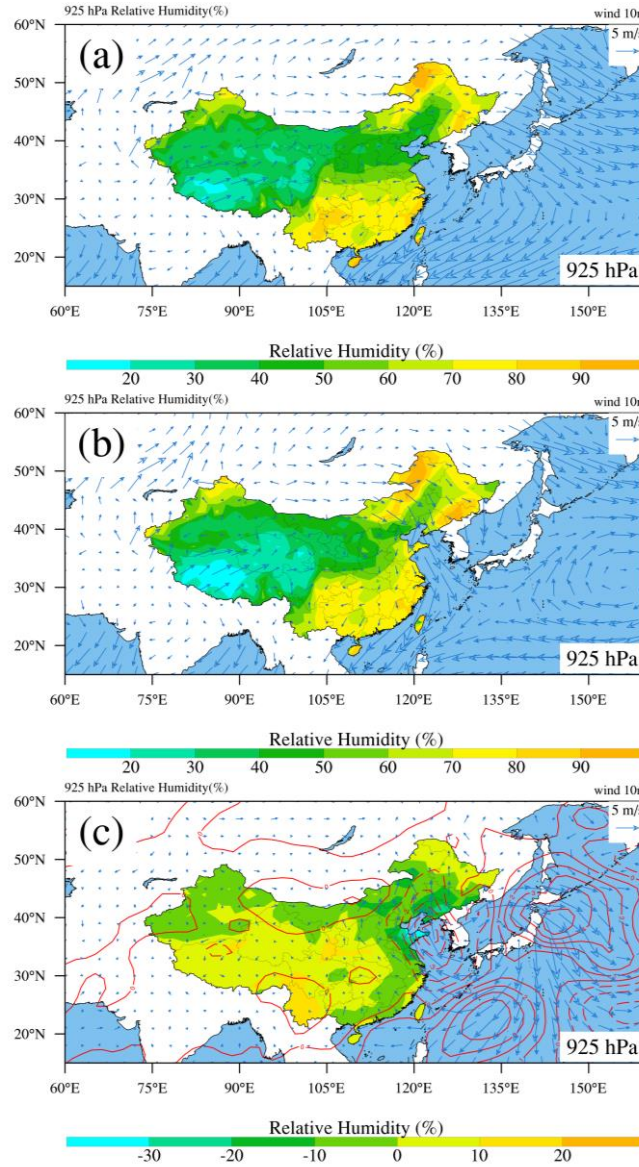 925 hPa Relative Humidity(%)
wind 10m
60°N
(a)
5 m/s
50°N
40°N
30°N
20°N
925 hPa
60°E
75°E
90°E
105°E
120°E
135°E
150°E
Relative Humidity (%)
20
30
40
50
60
70
80
90
925 hPa Relative Humidity(%)
wind 10m
60°N
(b)
5 m/s
50°N
40°N
30°N
20°N
925 hPa
60°E
75°E
90°E
105°E
120°E
135°E
150°E
Relative Humidity (%)
20
30
40
50
60
70
80
90
925 hPa Relative Humidity(%)
wind 10m
60°N
(c)
5 m/s
50°N
40°N
30°N
20°N
925 hPa
60°E
75°E
90°E
105°E
120°E
135°E
150°E
Relative Humidity (%)
-30
-20
-10
0
10
20